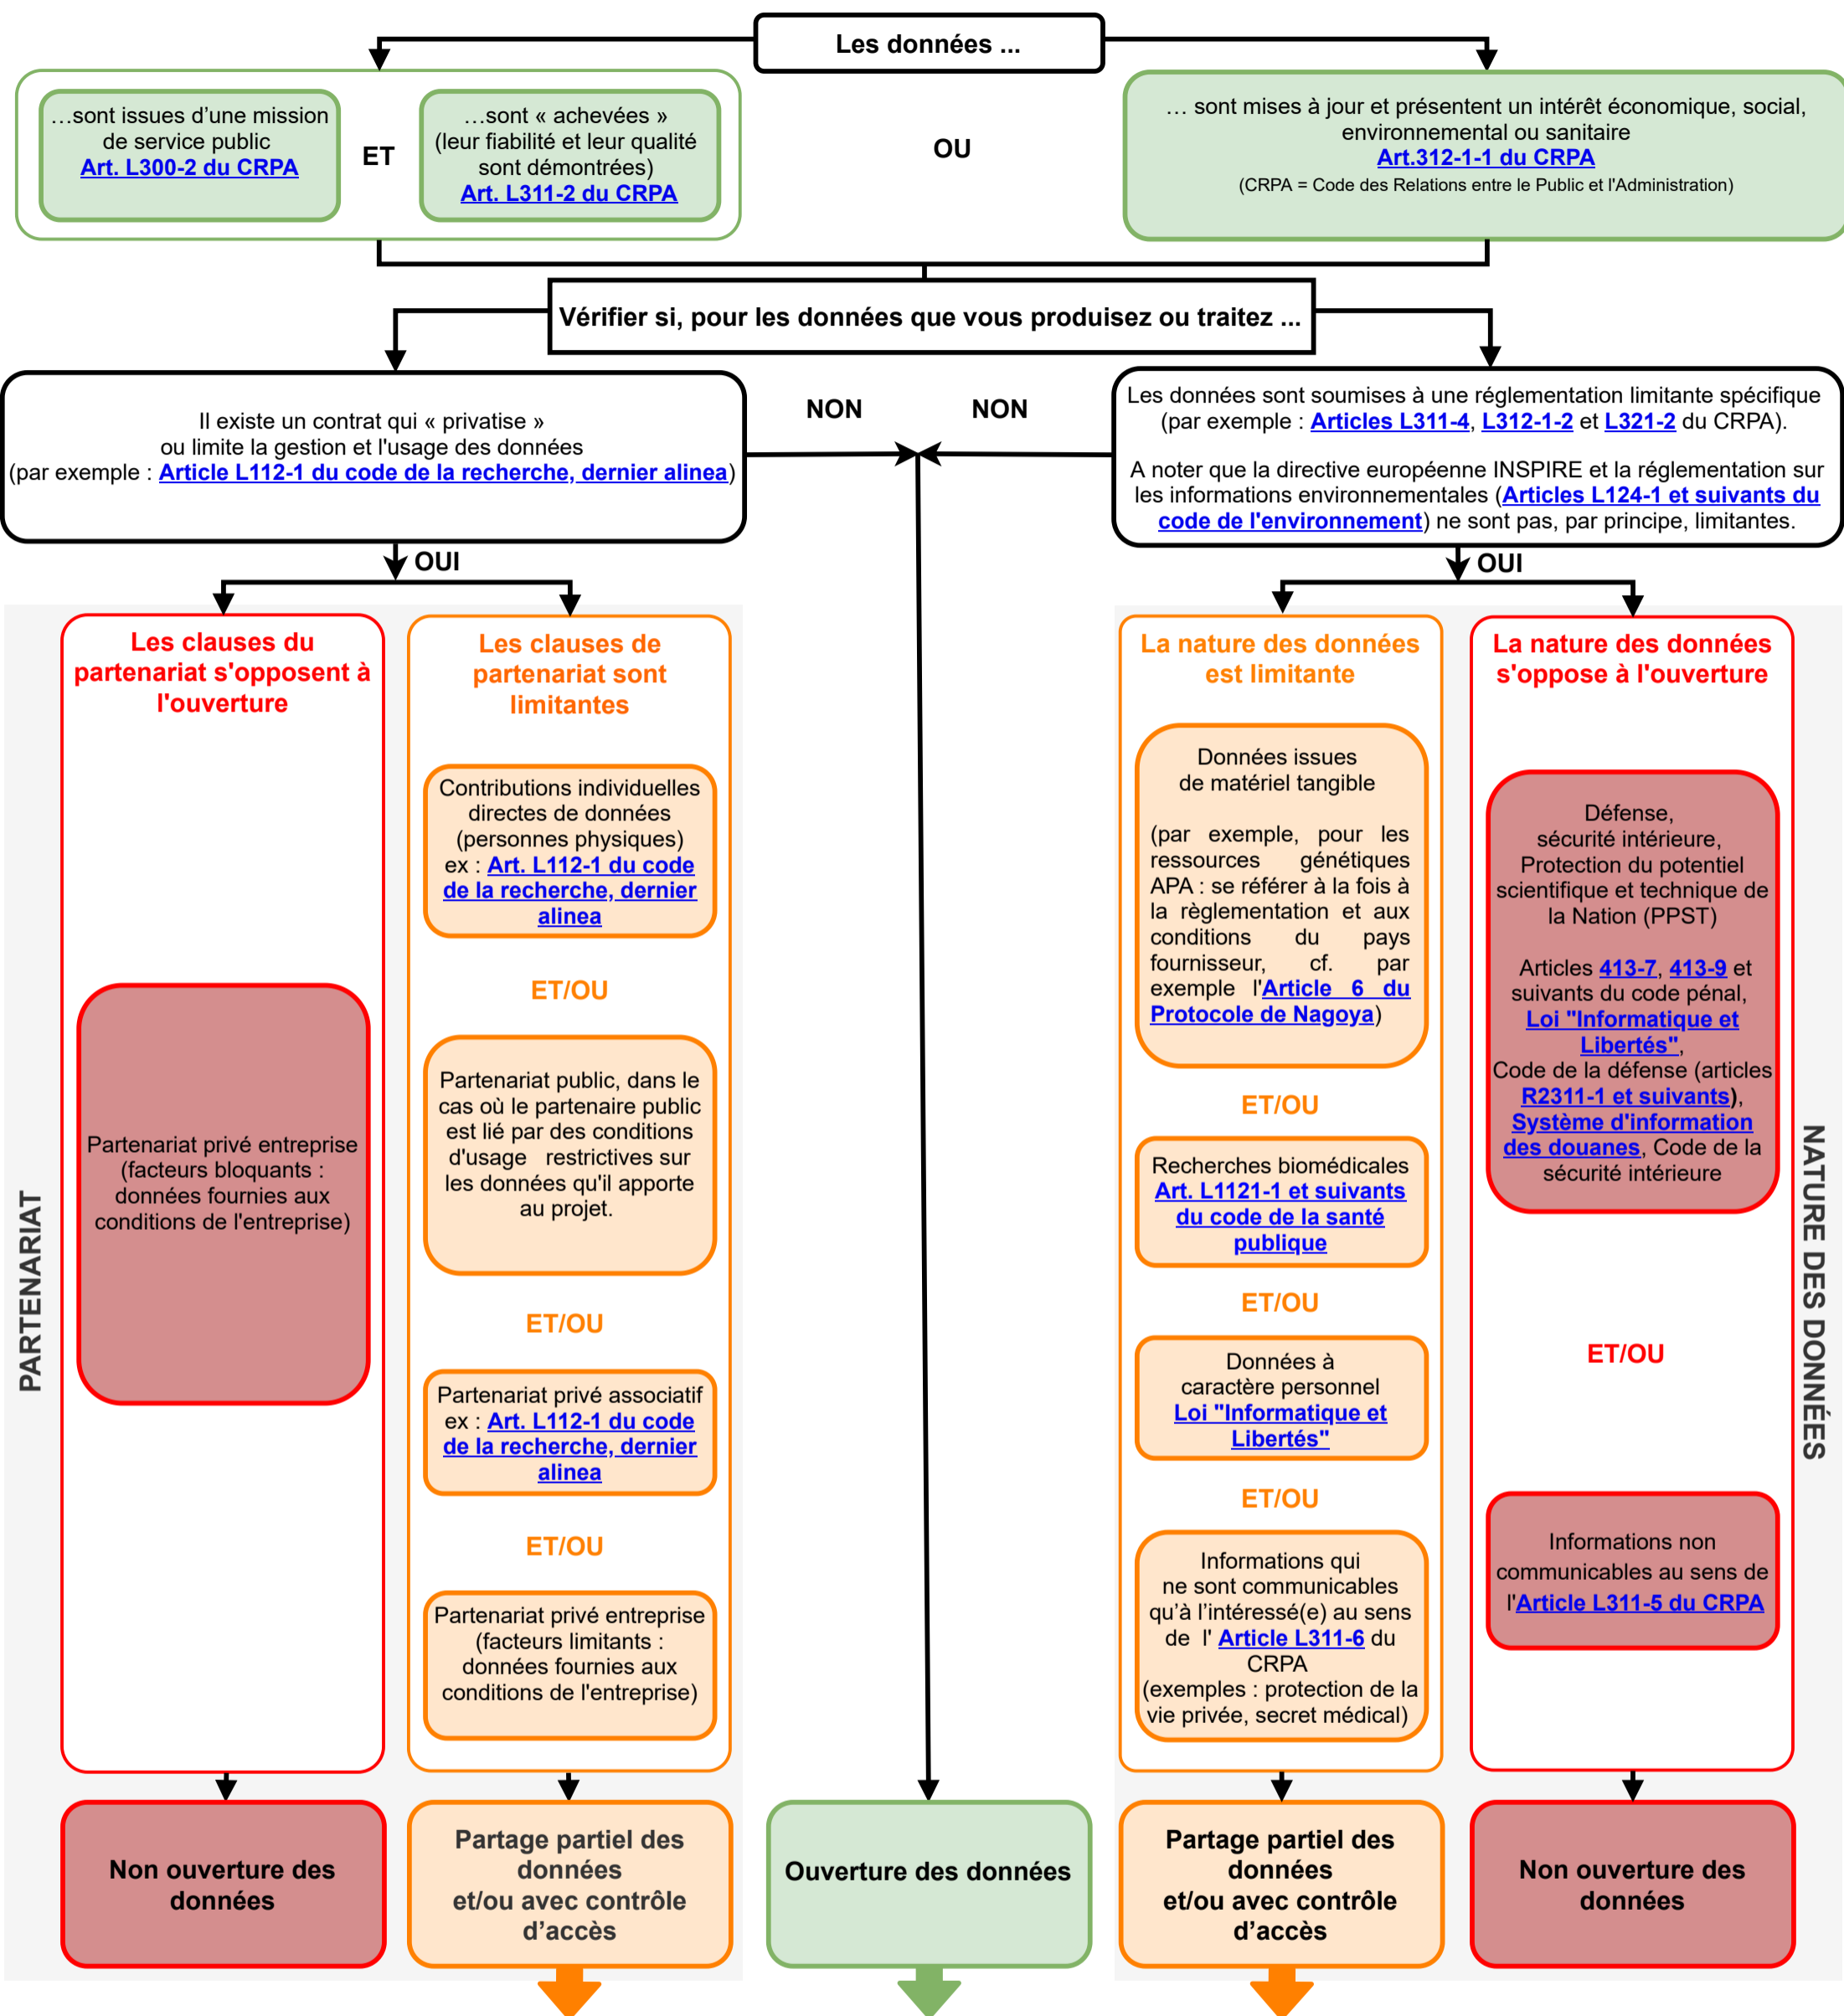 Les données ...
…sont issues d’une mission
de service public
Art. L300-2 du CRPA
ET
…sont « achevées »
(leur fiabilité et leur qualité
sont démontrées)
Art. L311-2 du CRPA
OU
… sont mises à jour et présentent un intérêt économique, social,
environnemental ou sanitaire
Art.312-1-1 du CRPA
(CRPA = Code des Relations entre le Public et l'Administration)
Vérifier si, pour les données que vous produisez ou traitez ...
Il existe un contrat qui « privatise »
ou limite la gestion et l'usage des données
(par exemple : Article L112-1 du code de la recherche, dernier alinea)
NON
NON
Les données sont soumises à une réglementation limitante spécifique
(par exemple : Articles L311-4, L312-1-2 et L321-2 du CRPA).
A noter que la directive européenne INSPIRE et la réglementation sur
les informations environnementales (Articles L124-1 et suivants du
code de l'environnement) ne sont pas, par principe, limitantes.
OUI
OUI
PARTENARIAT
Les clauses du
partenariat s'opposent à
l'ouverture
Partenariat privé entreprise
(facteurs bloquants :
données fournies aux
conditions de l'entreprise)
Non ouverture des
données
Les clauses de
partenariat sont
limitantes
Contributions individuelles
directes de données
(personnes physiques)
ex : Art. L112-1 du code
de la recherche, dernier
alinea
ET/OU
Partenariat public, dans le
cas où le partenaire public
est lié par des conditions
d'usage restrictives sur
les données qu'il apporte
au projet.
ET/OU
Partenariat privé associatif
ex : Art. L112-1 du code
de la recherche, dernier
alinea
ET/OU
Partenariat privé entreprise
(facteurs limitants :
données fournies aux
conditions de l'entreprise)
Partage partiel des
données
et/ou avec contrôle
d’accès
Ouverture des données
La nature des données
est limitante
Données issues
de matériel tangible
(par exemple, pour les
ressources génétiques
APA : se référer à la fois à
la règlementation et aux
conditions du pays
fournisseur, cf. par
exemple l'Article 6 du
Protocole de Nagoya)
ET/OU
Recherches biomédicales
Art. L1121-1 et suivants
du code de la santé
publique
ET/OU
Données à
caractère personnel
Loi "Informatique et
Libertés"
ET/OU
Informations qui
ne sont communicables
qu’à l’intéressé(e) au sens
de l' Article L311-6 du
CRPA
(exemples : protection de la
vie privée, secret médical)
Partage partiel des
données
et/ou avec contrôle
d’accès
La nature des données
s'oppose à l'ouverture
Défense,
sécurité intérieure,
Protection du potentiel
scientifique et technique de
la Nation (PPST)
Articles 413-7, 413-9 et
suivants du code pénal,
Loi "Informatique et
Libertés",
Code de la défense (articles
R2311-1 et suivants),
Système d'information
des douanes, Code de la
sécurité intérieure
ET/OU
Informations non
communicables au sens de
l'Article L311-5 du CRPA
Non ouverture des
données
NATURE DES DONNÉES